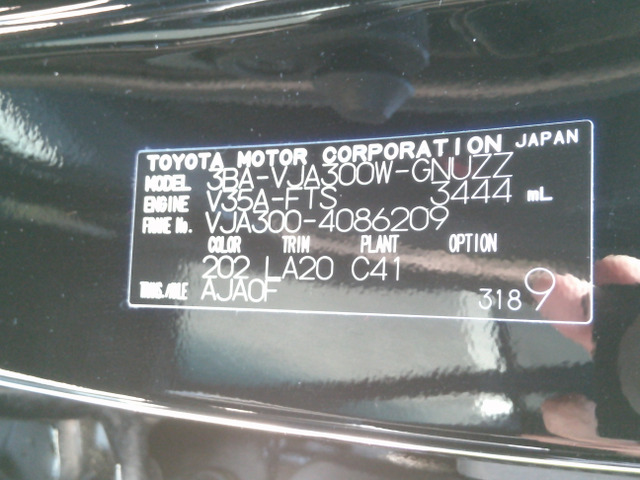 TOYOTA MOTOR CORPORATION JAPAN
MODEL 3BA-VJA300W-GNUZZ
ENGINE V35A-FTS 3444 mL
FRAME No. VJA300-4086209
COLOR TRIM PLANT OPTION
202 LA20 C41
TRANS./AXLE AJA0F 3189